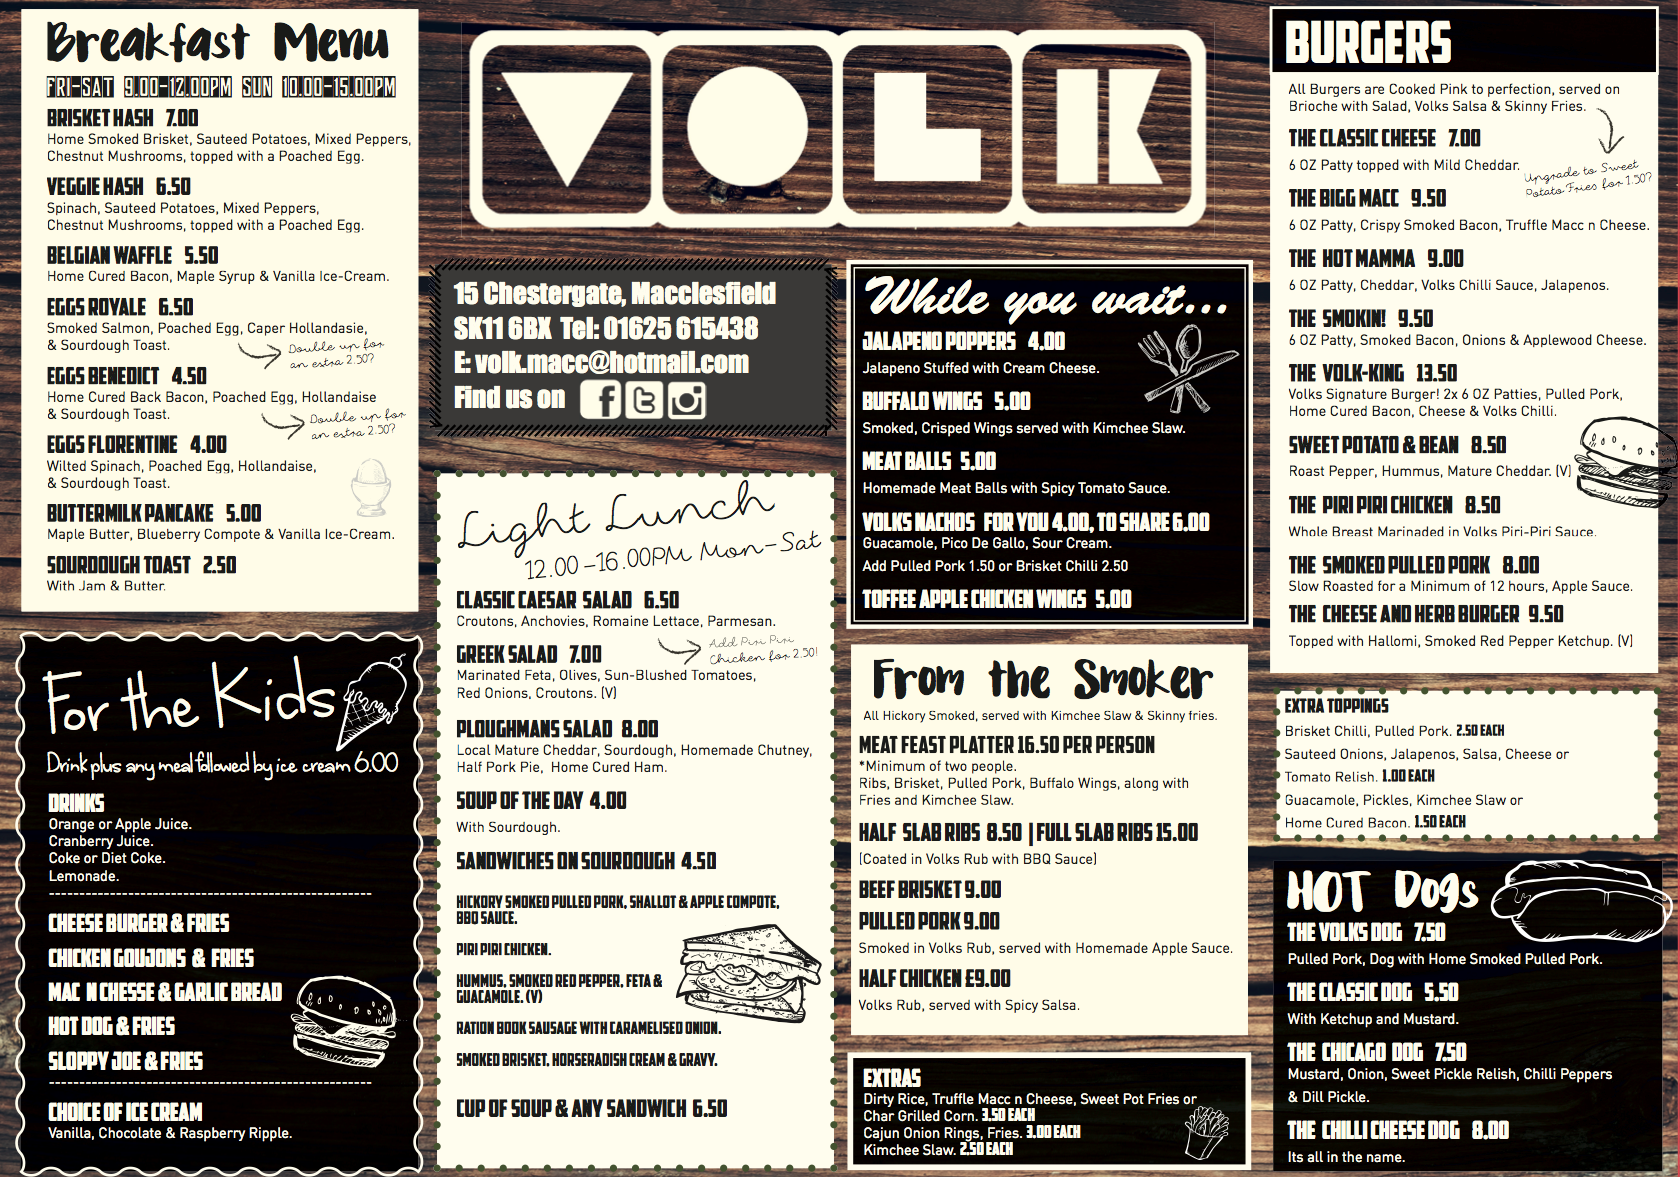 Breakfast Menu
FRI-SAT 9.00-12.00PM SUN 10.00-15.00PM
BRISKET HASH 7.00
Home Smoked Brisket, Sauteed Potatoes, Mixed Peppers,
Chestnut Mushrooms, topped with a Poached Egg.
VEGGIE HASH 6.50
Spinach, Sauteed Potatoes, Mixed Peppers,
Chestnut Mushrooms, topped with a Poached Egg.
BELGIAN WAFFLE 5.50
Home Cured Bacon, Maple Syrup & Vanilla Ice-Cream.
EGGS ROYALE 6.50
Smoked Salmon, Poached Egg, Caper Hollandasie,
& Sourdough Toast.
Double up for
an estra 2.50?
EGGS BENEDICT 4.50
Home Cured Back Bacon, Poached Egg, Hollandaise
& Sourdough Toast.
Double up for
an estra 2.50?
EGGS FLORENTINE 4.00
Wilted Spinach, Poached Egg, Hollandaise,
& Sourdough Toast.
BUTTERMILK PANCAKE 5.00
Maple Butter, Blueberry Compote & Vanilla Ice-Cream.
SOURDOUGH TOAST 2.50
With Jam & Butter.
For the Kids
Drink plus any meal followed by ice cream 6.00
DRINKS
Orange or Apple Juice.
Cranberry Juice.
Coke or Diet Coke.
Lemonade.
CHEESE BURGER & FRIES
CHICKEN GOUJONS & FRIES
MAC N CHESSE & GARLIC BREAD
HOT DOG & FRIES
SLOPPY JOE & FRIES
CHOICE OF ICE CREAM
Vanilla, Chocolate & Raspberry Ripple.
VOLK
15 Chestergate, Macclesfield
SK11 6BX Tel: 01625 615438
E: volk.macc@hotmail.com
Find us on
Light Lunch
12.00-16.00PM Mon-Sat
CLASSIC CAESAR SALAD 6.50
Croutons, Anchovies, Romaine Lettace, Parmesan.
Add Piri Piri
Chicken for 2.50!
GREEK SALAD 7.00
Marinated Feta, Olives, Sun-Blushed Tomatoes,
Red Onions, Croutons. (V)
PLOUGHMANS SALAD 8.00
Local Mature Cheddar, Sourdough, Homemade Chutney,
Half Pork Pie, Home Cured Ham.
SOUP OF THE DAY 4.00
With Sourdough.
SANDWICHES ON SOURDOUGH 4.50
HICKORY SMOKED PULLED PORK, SHALLOT & APPLE COMPOTE,
BBQ SAUCE.
PIRI PIRI CHICKEN.
HUMMUS, SMOKED RED PEPPER, FETA &
GUACAMOLE. (V)
RATION BOOK SAUSAGE WITH CARAMELISED ONION.
SMOKED BRISKET, HORSERADISH CREAM & GRAVY.
CUP OF SOUP & ANY SANDWICH 6.50
While you wait...
JALAPENO POPPERS 4.00
Jalapeno Stuffed with Cream Cheese.
BUFFALO WINGS 5.00
Smoked, Crisped Wings served with Kimchee Slaw.
MEAT BALLS 5.00
Homemade Meat Balls with Spicy Tomato Sauce.
VOLKS NACHOS FOR YOU 4.00, TO SHARE 6.00
Guacamole, Pico De Gallo, Sour Cream.
Add Pulled Pork 1.50 or Brisket Chilli 2.50
TOFFEE APPLE CHICKEN WINGS 5.00
From the Smoker
All Hickory Smoked, served with Kimchee Slaw & Skinny fries.
MEAT FEAST PLATTER 16.50 PER PERSON
*Minimum of two people.
Ribs, Brisket, Pulled Pork, Buffalo Wings, along with
Fries and Kimchee Slaw.
HALF SLAB RIBS 8.50 | FULL SLAB RIBS 15.00
(Coated in Volks Rub with BBQ Sauce)
BEEF BRISKET 9.00
PULLED PORK 9.00
Smoked in Volks Rub, served with Homemade Apple Sauce.
HALF CHICKEN £9.00
Volks Rub, served with Spicy Salsa.
EXTRAS
Dirty Rice, Truffle Macc n Cheese, Sweet Pot Fries or
Char Grilled Corn. 3.50 EACH
Cajun Onion Rings, Fries. 3.00 EACH
Kimchee Slaw. 2.50 EACH
BURGERS
All Burgers are Cooked Pink to perfection, served on
Brioche with Salad, Volks Salsa & Skinny Fries.
THE CLASSIC CHEESE 7.00
6 OZ Patty topped with Mild Cheddar.
Upgrade to Sweet
Potato Fries for 1.50?
THE BIGG MACC 9.50
6 OZ Patty, Crispy Smoked Bacon, Truffle Macc n Cheese.
THE HOT MAMMA 9.00
6 OZ Patty, Cheddar, Volks Chilli Sauce, Jalapenos.
THE SMOKIN! 9.50
6 OZ Patty, Smoked Bacon, Onions & Applewood Cheese.
THE VOLK-KING 13.50
Volks Signature Burger! 2x 6 OZ Patties, Pulled Pork,
Home Cured Bacon, Cheese & Volks Chilli.
SWEET POTATO & BEAN 8.50
Roast Pepper, Hummus, Mature Cheddar. (V)
THE PIRI PIRI CHICKEN 8.50
Whole Breast Marinaded in Volks Piri-Piri Sauce.
THE SMOKED PULLED PORK 8.00
Slow Roasted for a Minimum of 12 hours, Apple Sauce.
THE CHEESE AND HERB BURGER 9.50
Topped with Hallomi, Smoked Red Pepper Ketchup. (V)
EXTRA TOPPINGS
Brisket Chilli, Pulled Pork. 2.50 EACH
Sauteed Onions, Jalapenos, Salsa, Cheese or
Tomato Relish. 1.00 EACH
Guacamole, Pickles, Kimchee Slaw or
Home Cured Bacon. 1.50 EACH
HOT Dogs
THE VOLKS DOG 7.50
Pulled Pork, Dog with Home Smoked Pulled Pork.
THE CLASSIC DOG 5.50
With Ketchup and Mustard.
THE CHICAGO DOG 7.50
Mustard, Onion, Sweet Pickle Relish, Chilli Peppers
& Dill Pickle.
THE CHILLI CHEESE DOG 8.00
Its all in the name.